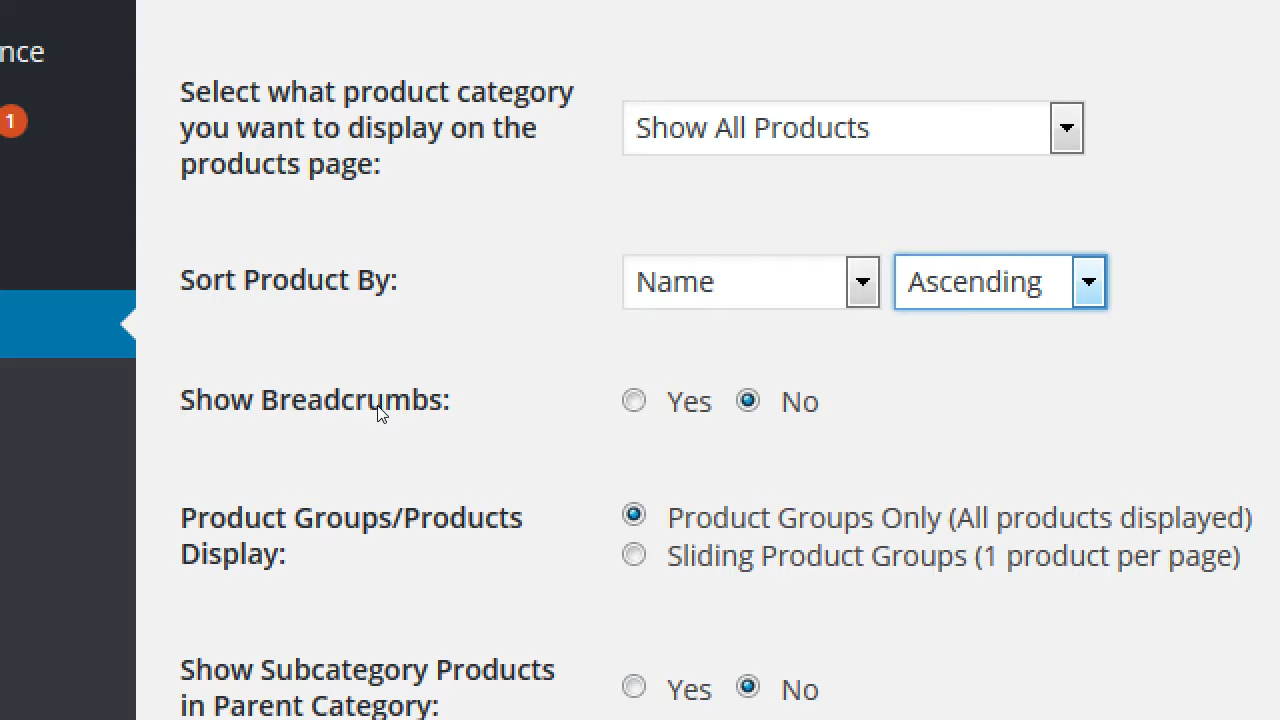 nce
1
Select what product category
you want to display on the
products page:
Show All Products
Sort Product By:
Name
Ascending
Show Breadcrumbs:
Yes
No
Product Groups/Products
Display:
Product Groups Only (All products displayed)
Sliding Product Groups (1 product per page)
Show Subcategory Products
in Parent Category:
Yes
No